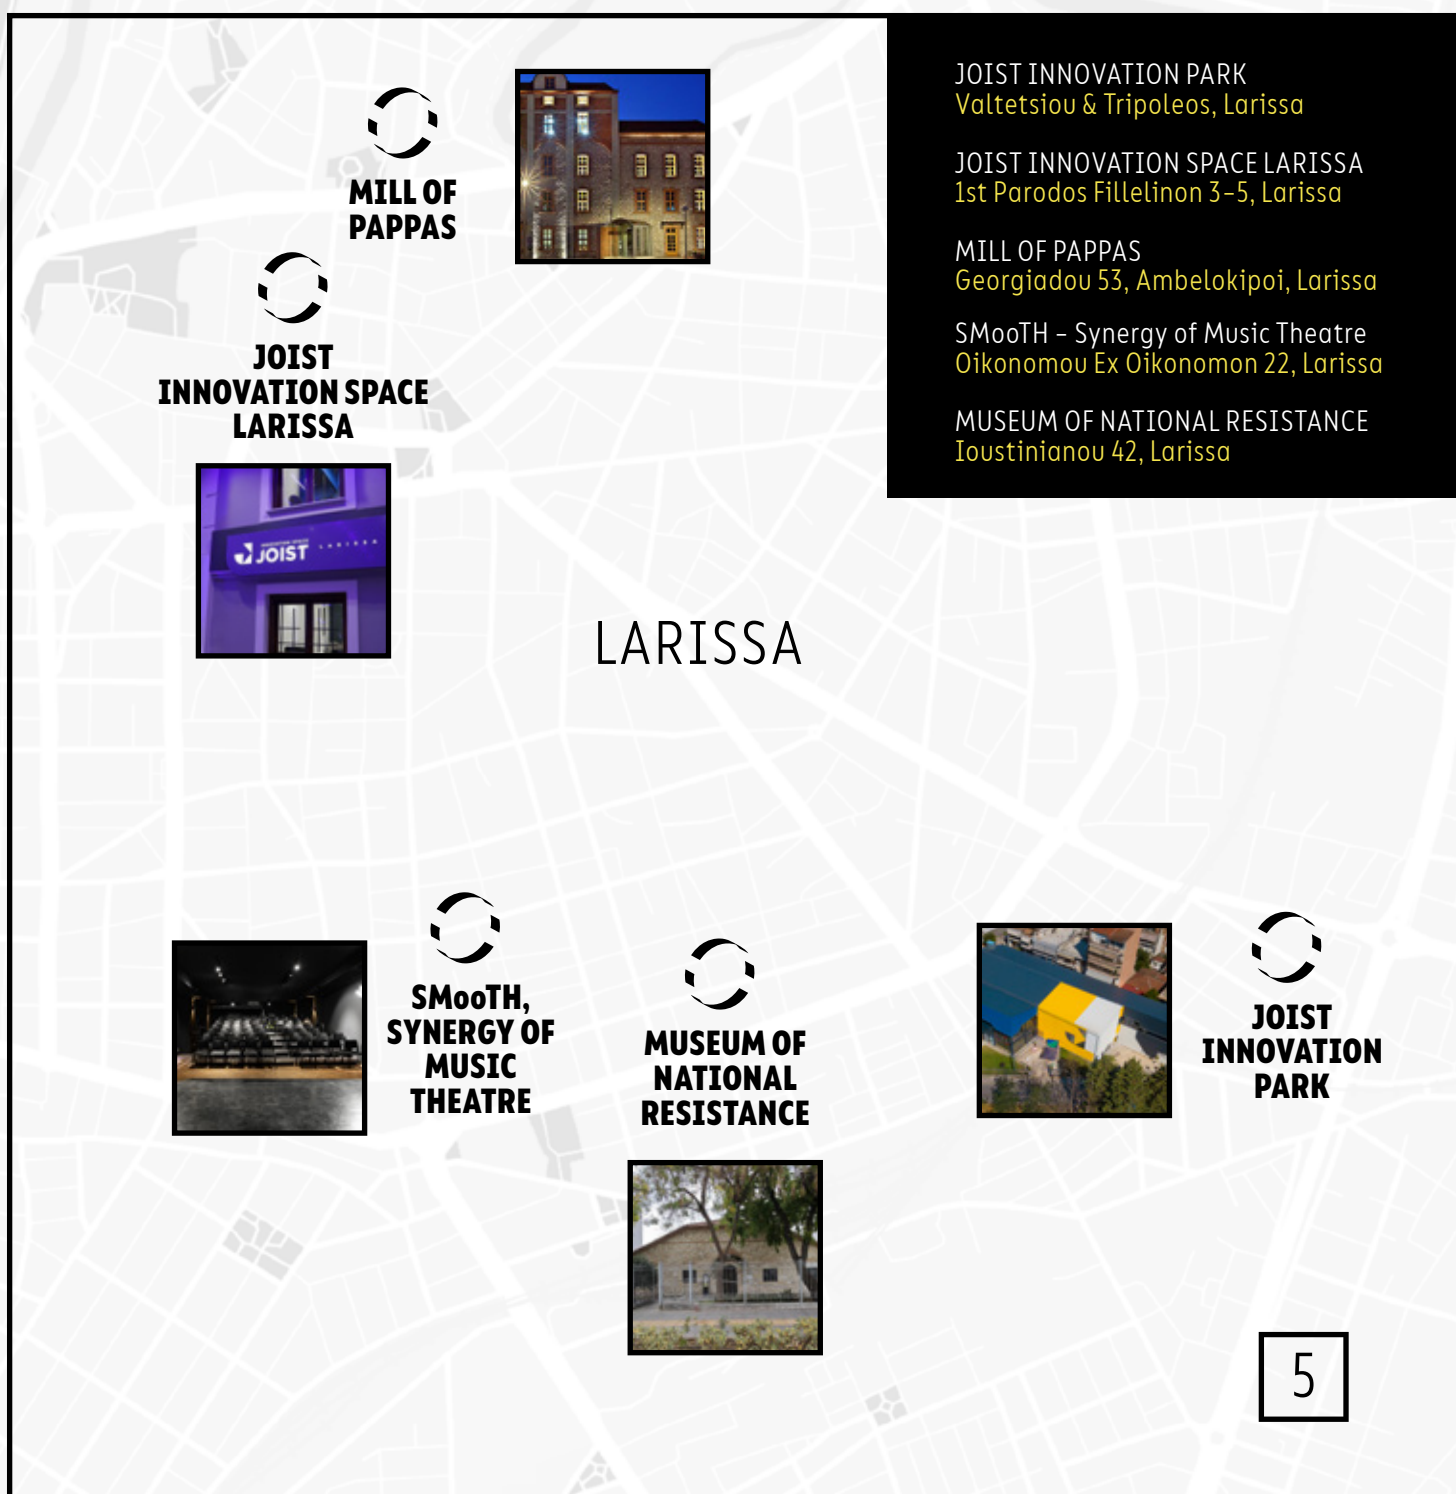 JOIST INNOVATION PARK
Valtetsiou & Tripoleos, Larissa
JOIST INNOVATION SPACE LARISSA
1st Parodos Fillelinon 3-5, Larissa
MILL OF PAPPAS
Georgiadou 53, Ambelokipoi, Larissa
SMooTH – Synergy of Music Theatre
Oikonomou Ex Oikonomon 22, Larissa
MUSEUM OF NATIONAL RESISTANCE
Ioustinianou 42, Larissa
MILL OF
PAPPAS
JOIST
INNOVATION SPACE
LARISSA
INNOVATION SPACE
JOIST LARISSA
LARISSA
SMooTH,
SYNERGY OF
MUSIC
THEATRE
MUSEUM OF
NATIONAL
RESISTANCE
JOIST
INNOVATION
PARK
5